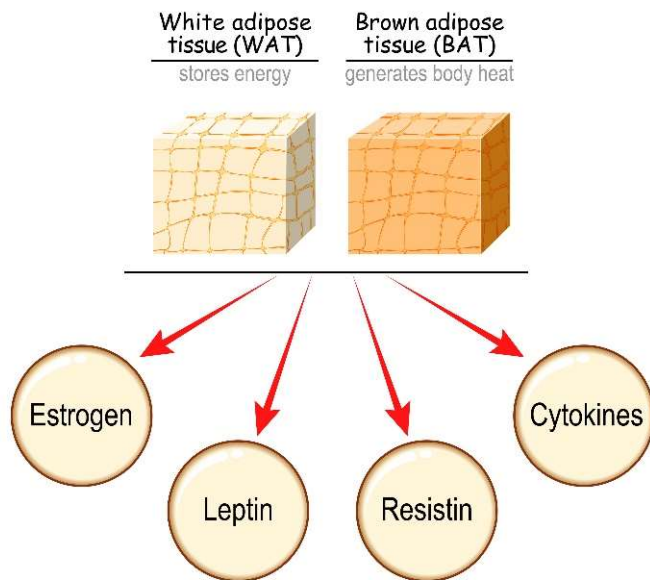 White adipose
tissue (WAT)
stores energy
Brown adipose
tissue (BAT)
generates body heat
Estrogen
Leptin
Resistin
Cytokines